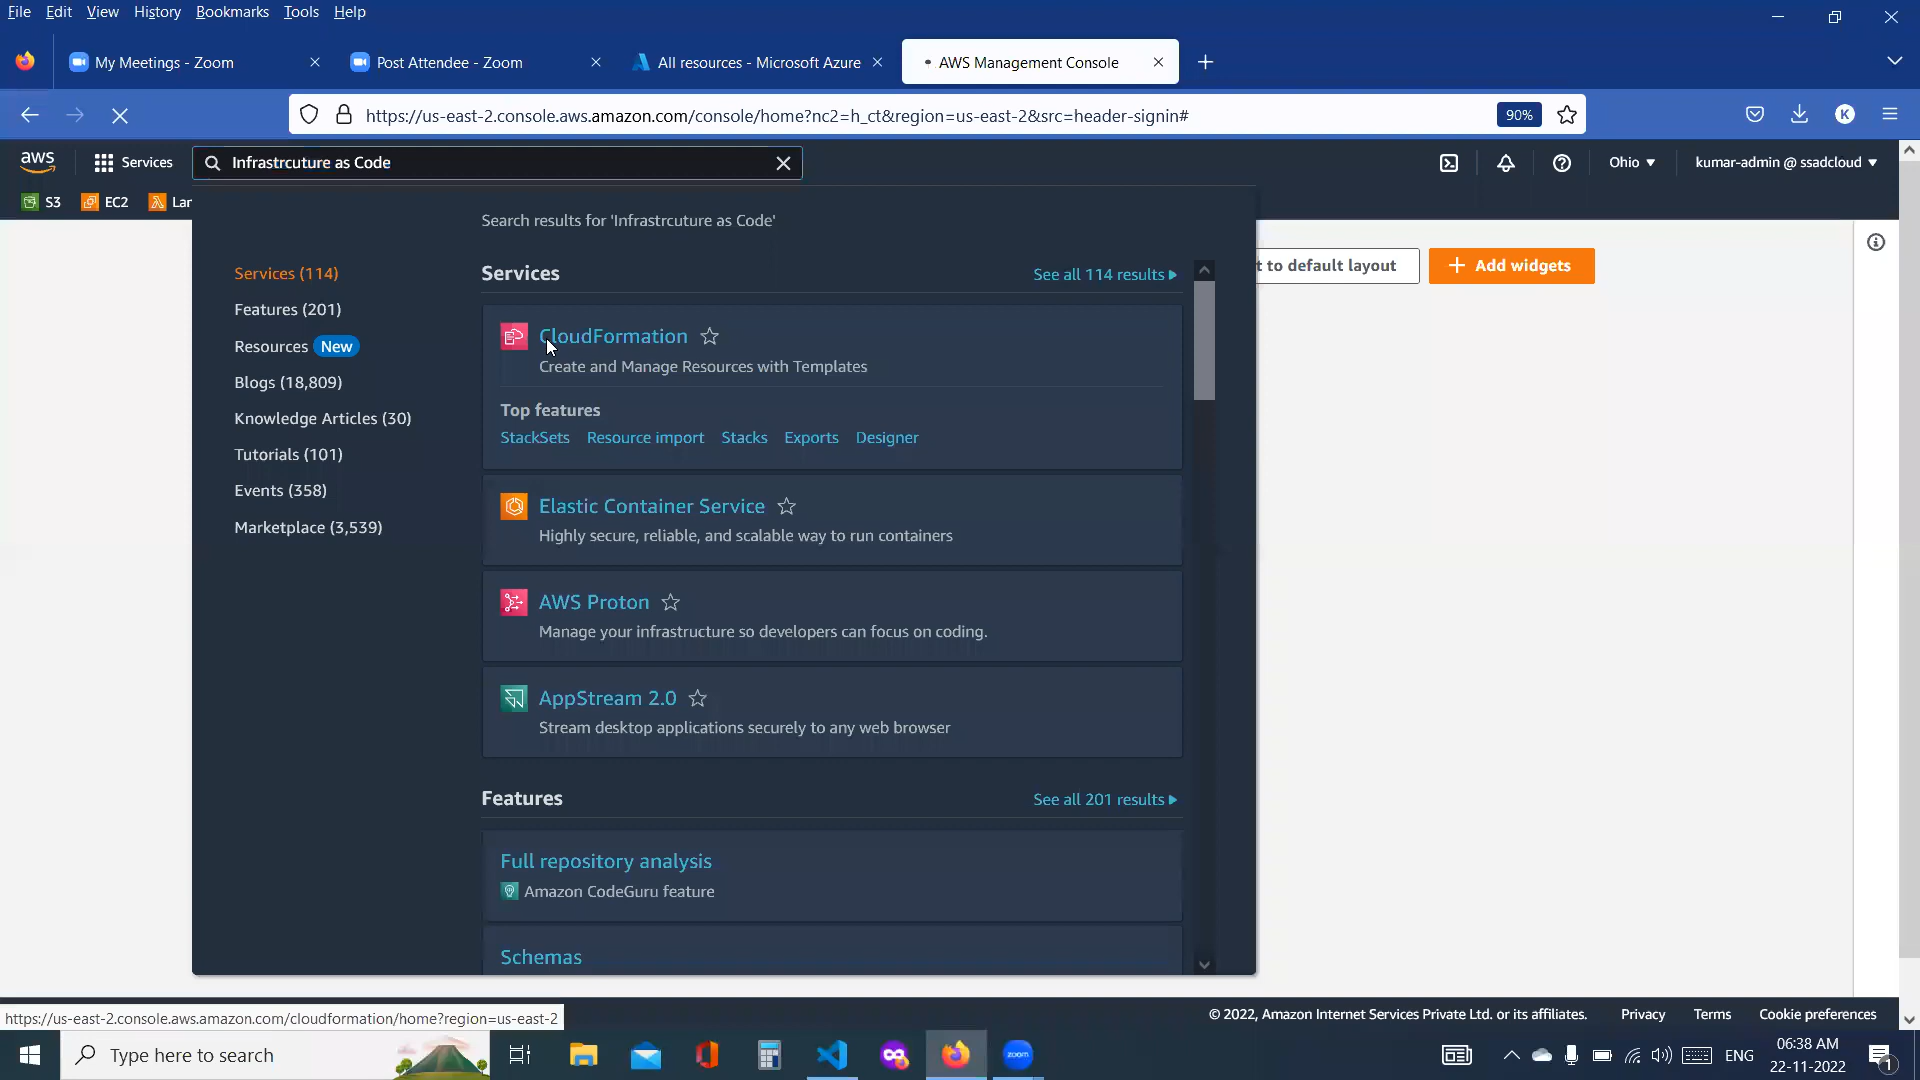 File Edit View History Bookmarks Tools Help
My Meetings - Zoom
Post Attendee - Zoom
All resources - Microsoft Azure
AWS Management Console
https://us-east-2.console.aws.amazon.com/console/home?nc2=h_ct&region=us-east-2&src=header-signin#
90%
K
aws
Services
Infrastrcuture as Code
Ohio
kumar-admin @ ssadcloud
S3
EC2
Lar
Search results for 'Infrastrcuture as Code'
Services (114)
Features (201)
Resources New
Blogs (18,809)
Knowledge Articles (30)
Tutorials (101)
Events (358)
Marketplace (3,539)
Services
See all 114 results
CloudFormation
Create and Manage Resources with Templates
Top features
StackSets Resource import Stacks Exports Designer
Elastic Container Service
Highly secure, reliable, and scalable way to run containers
AWS Proton
Manage your infrastructure so developers can focus on coding.
AppStream 2.0
Stream desktop applications securely to any web browser
Features
See all 201 results
Full repository analysis
Amazon CodeGuru feature
Schemas
t to default layout
+ Add widgets
https://us-east-2.console.aws.amazon.com/cloudformation/home?region=us-east-2
© 2022, Amazon Internet Services Private Ltd. or its affiliates.
Privacy
Terms
Cookie preferences
Type here to search
zoom
ENG
06:38 AM
22-11-2022
1